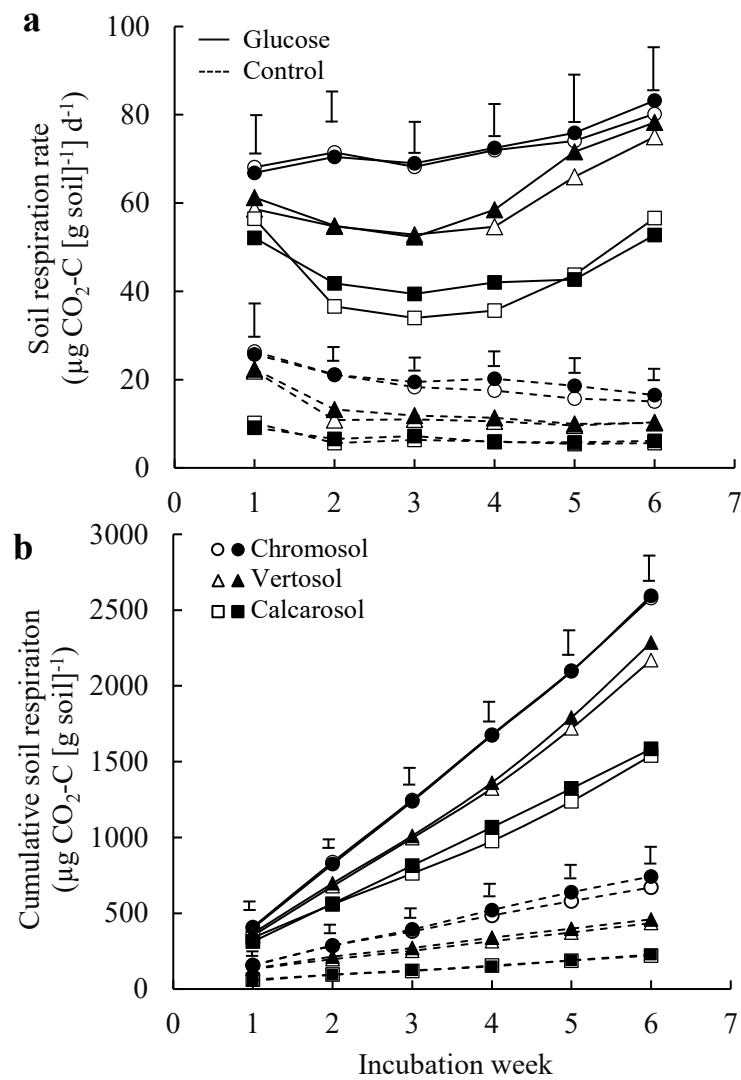 a
100
80
60
40
20
0
Soil respiration rate
(µg CO₂-C [g soil]⁻¹] d⁻¹)
Glucose
Control
0 1 2 3 4 5 6 7
b
3000
2500
2000
1500
1000
500
0
Cumulative soil respiraiton
(µg CO₂-C [g soil]⁻¹)
Chromosol
Vertosol
Calcarosol
0 1 2 3 4 5 6 7
Incubation week